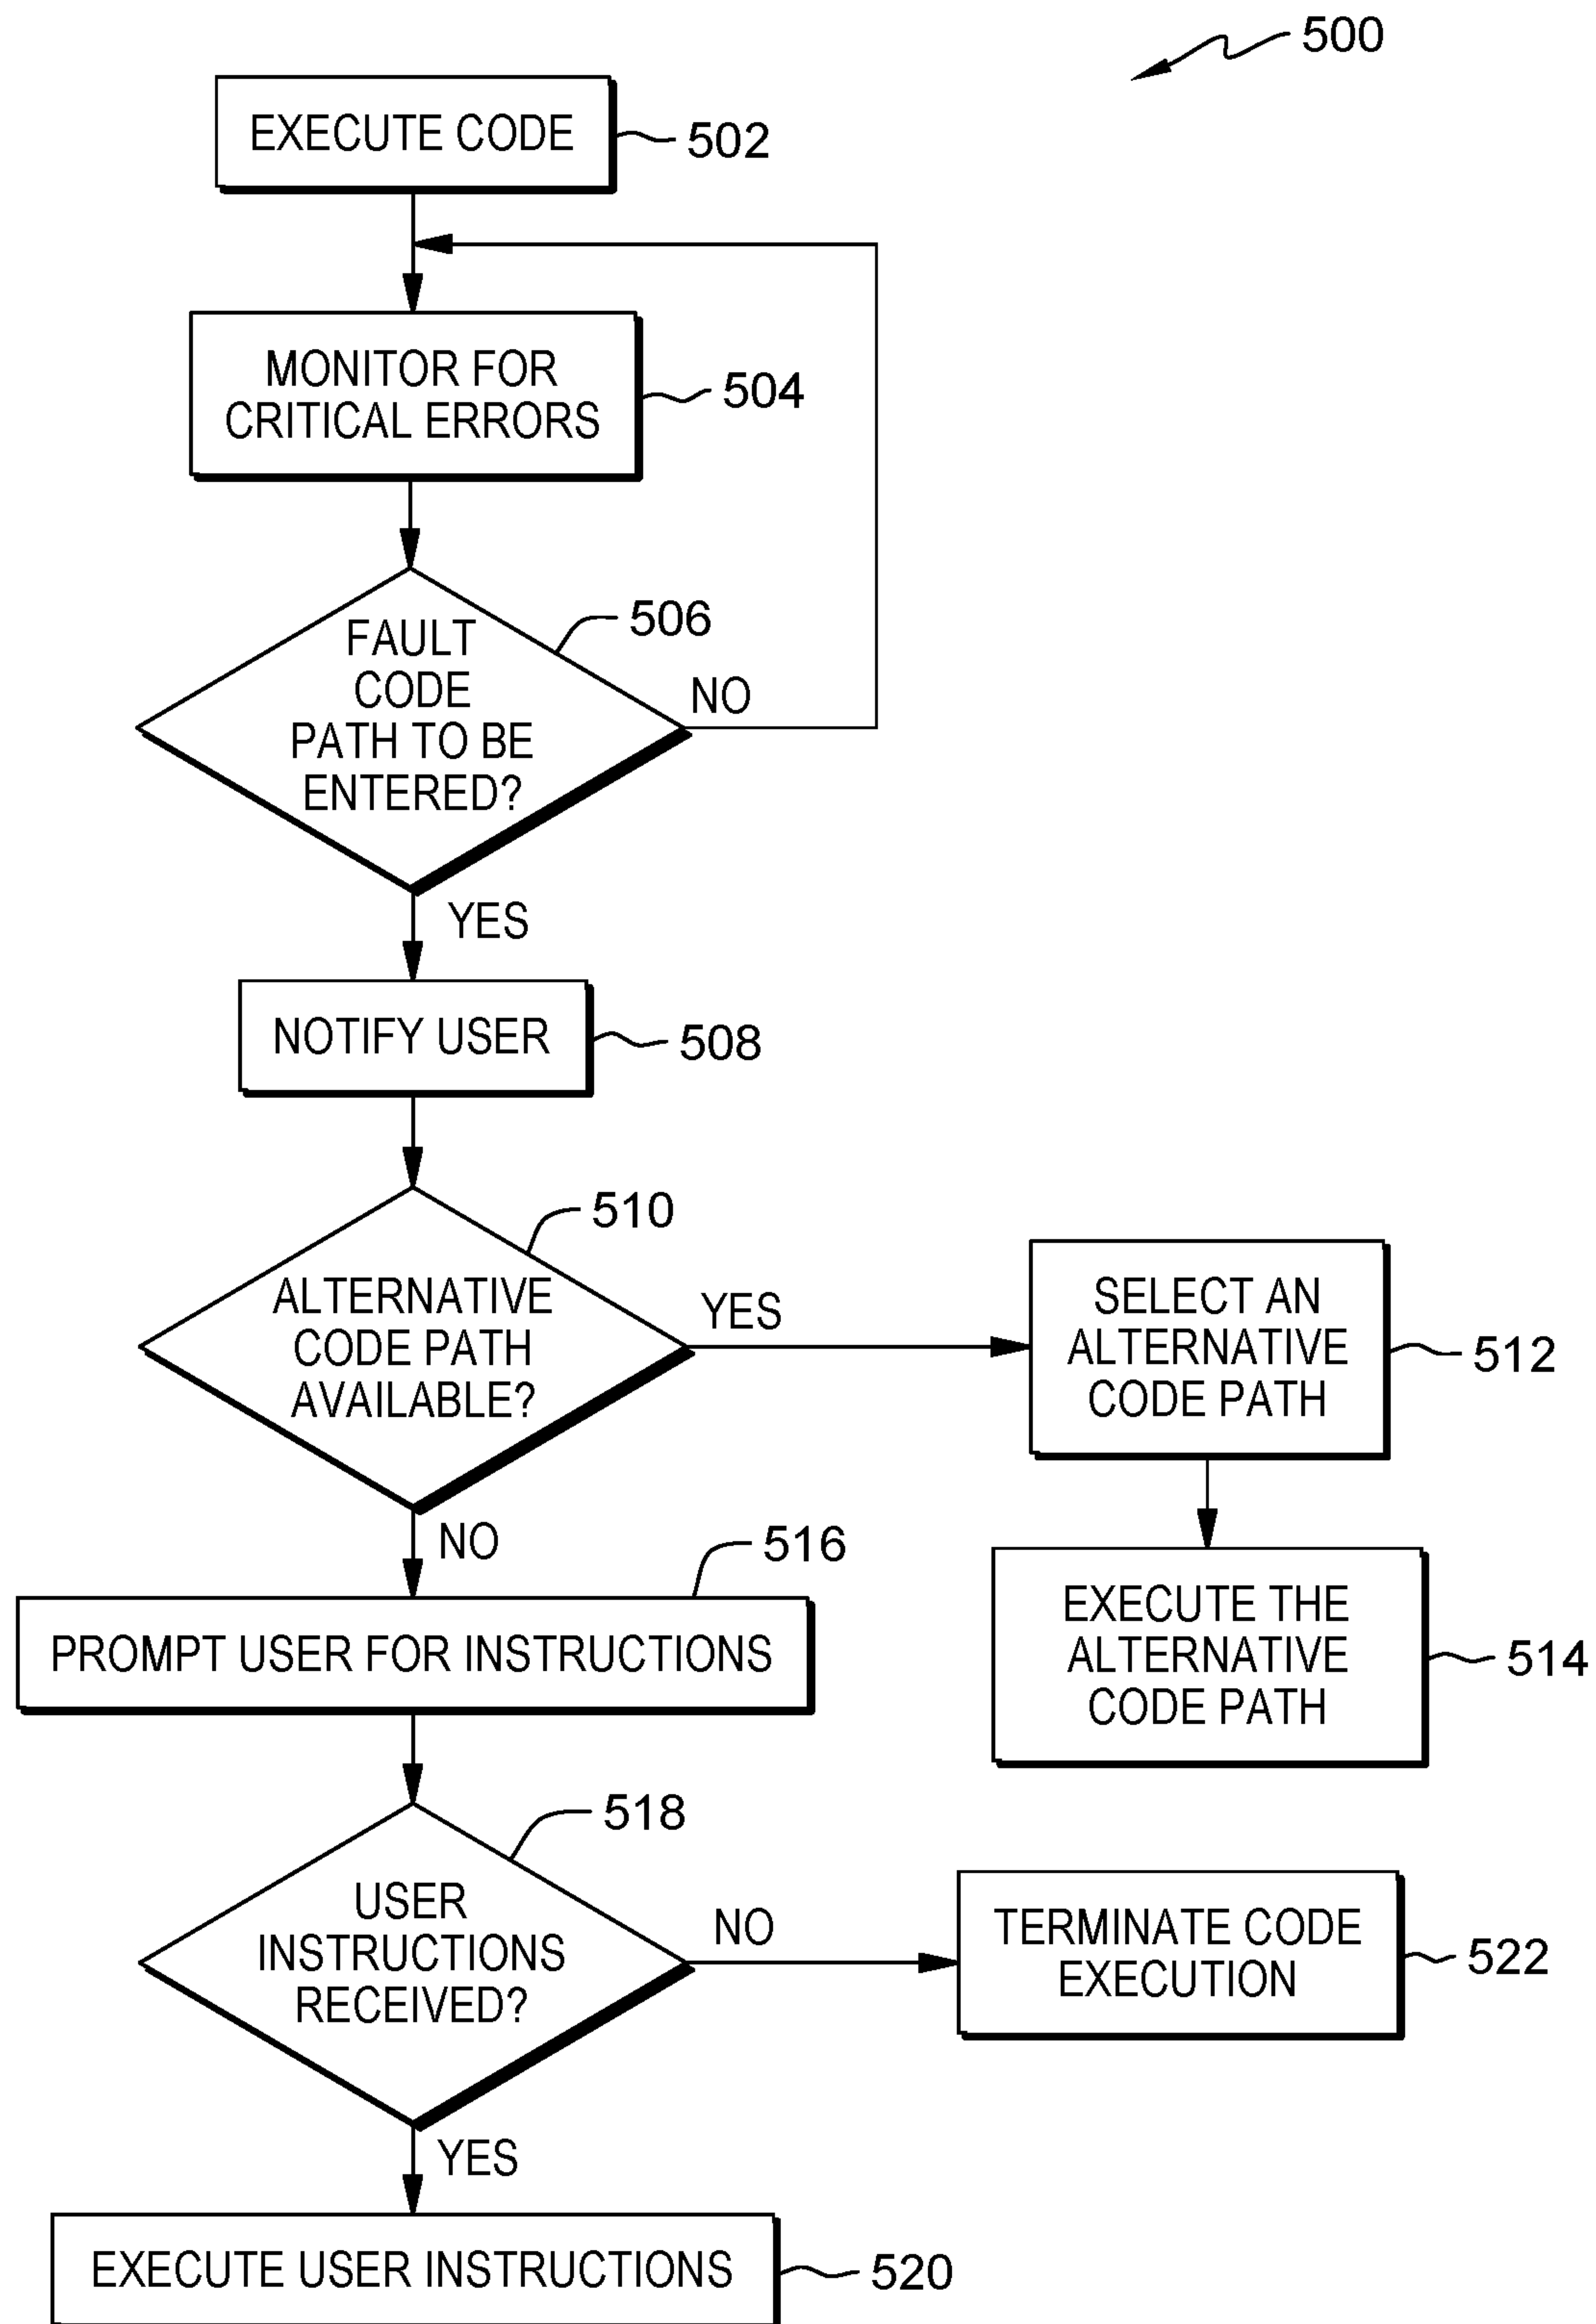 500
EXECUTE CODE
502
MONITOR FOR
CRITICAL ERRORS
504
FAULT
CODE
PATH TO BE
ENTERED?
506
NO
YES
NOTIFY USER
508
ALTERNATIVE
CODE PATH
AVAILABLE?
510
YES
SELECT AN
ALTERNATIVE
CODE PATH
512
EXECUTE THE
ALTERNATIVE
CODE PATH
514
NO
516
PROMPT USER FOR INSTRUCTIONS
518
USER
INSTRUCTIONS
RECEIVED?
NO
TERMINATE CODE
EXECUTION
522
YES
EXECUTE USER INSTRUCTIONS
520